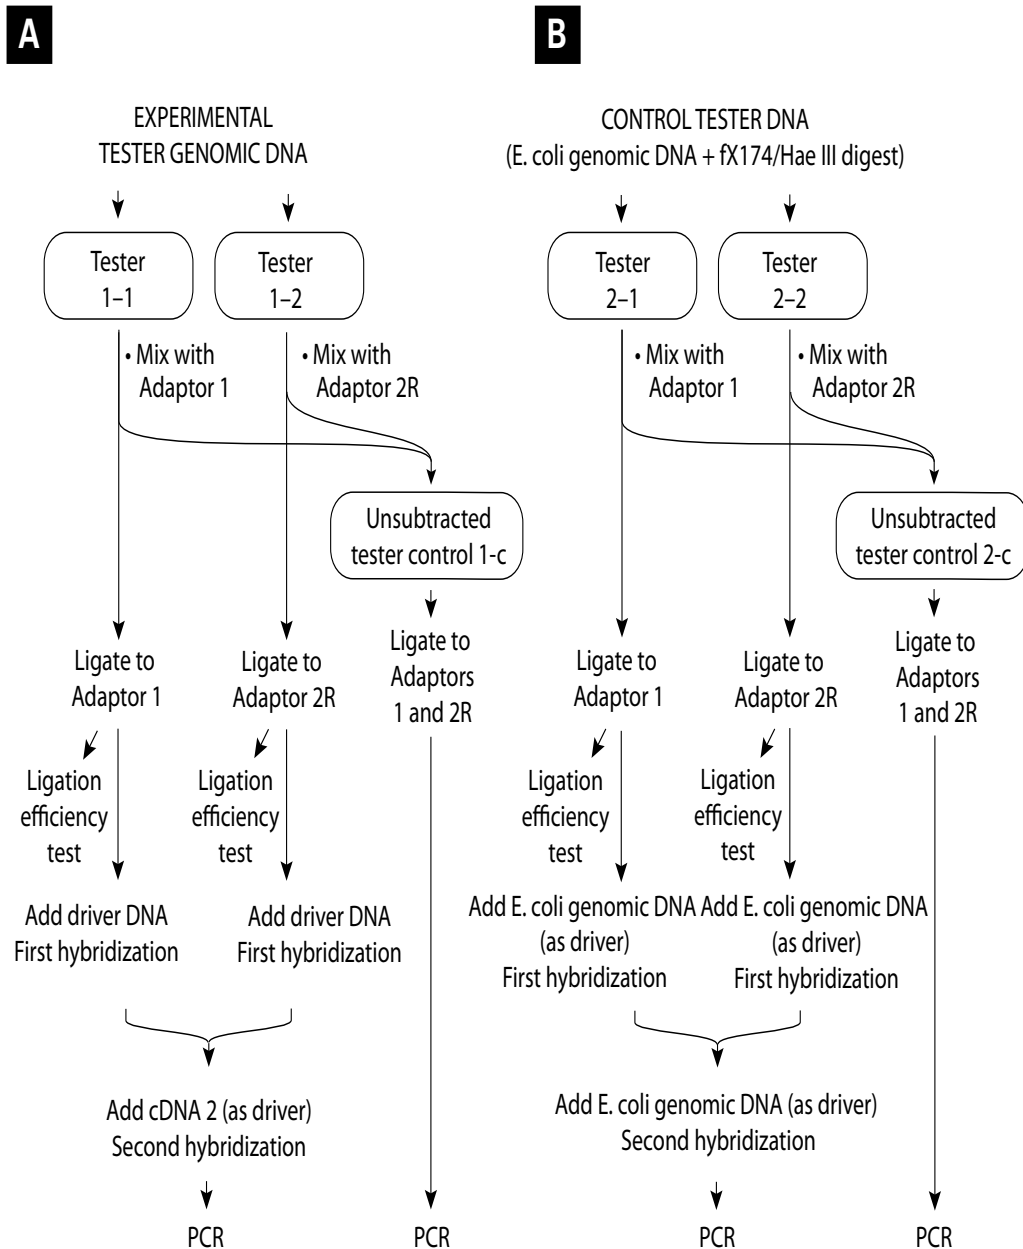 A
EXPERIMENTAL
TESTER GENOMIC DNA
Tester
1–1
Tester
1–2
• Mix with
Adaptor 1
• Mix with
Adaptor 2R
Unsubtracted
tester control 1-c
Ligate to
Adaptor 1
Ligate to
Adaptor 2R
Ligate to
Adaptors
1 and 2R
Ligation
efficiency
test
Ligation
efficiency
test
Add driver DNA
First hybridization
Add driver DNA
First hybridization
Add cDNA 2 (as driver)
Second hybridization
PCR
PCR
B
CONTROL TESTER DNA
(E. coli genomic DNA + fX174/Hae III digest)
Tester
2–1
Tester
2–2
• Mix with
Adaptor 1
• Mix with
Adaptor 2R
Unsubtracted
tester control 2-c
Ligate to
Adaptor 1
Ligate to
Adaptor 2R
Ligate to
Adaptors
1 and 2R
Ligation
efficiency
test
Ligation
efficiency
test
Add E. coli genomic DNA
(as driver)
First hybridization
Add E. coli genomic DNA
(as driver)
First hybridization
Add E. coli genomic DNA (as driver)
Second hybridization
PCR
PCR